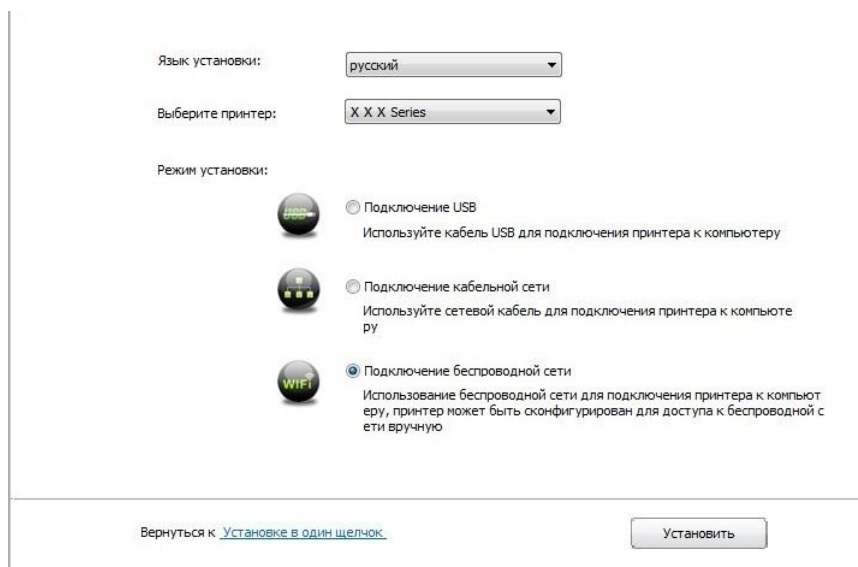 Язык установки: русский
Выберите принтер: X X X Series
Режим установки:
USB
Подключение USB
Используйте кабель USB для подключения принтера к компьютеру
Подключение кабельной сети
Используйте сетевой кабель для подключения принтера к компьюте
ру
WiFi
Подключение беспроводной сети
Использование беспроводной сети для подключения принтера к компьют
еру, принтер может быть сконфигурирован для доступа к беспроводной с
ети вручную
Вернуться к Установке в один щелчок
Установить